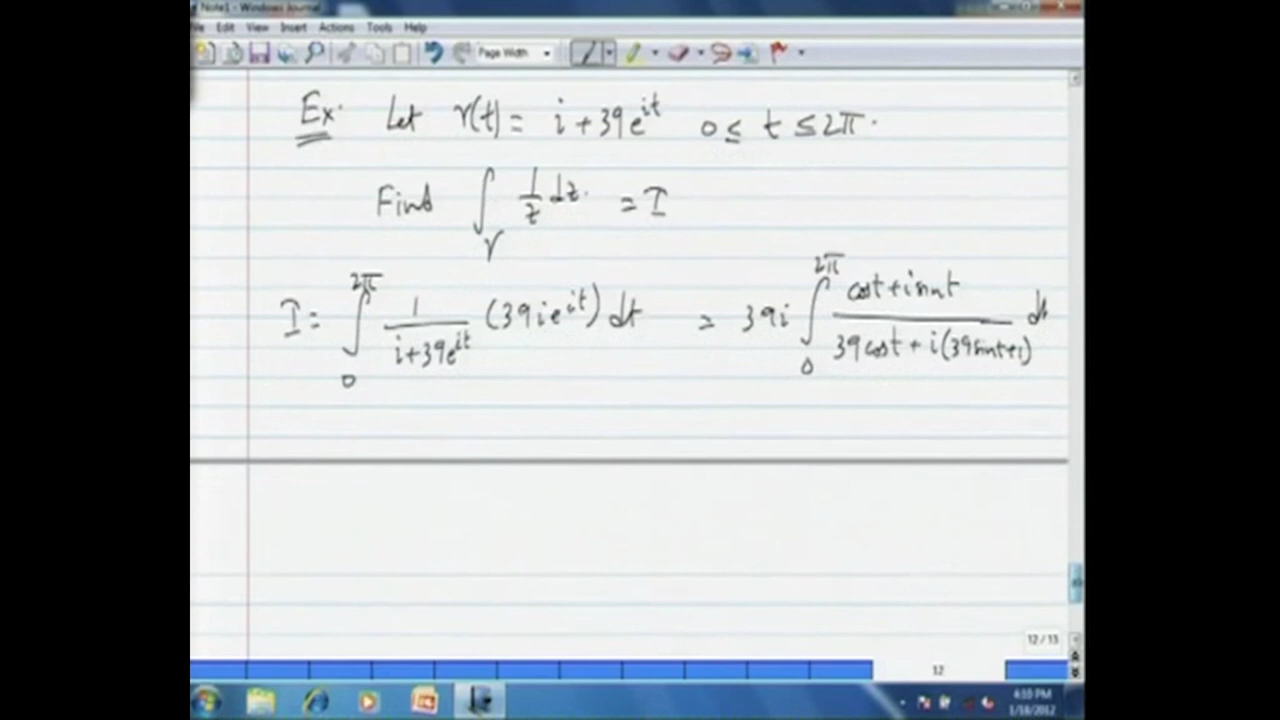 Note1 - Windows Journal
File Edit View Insert Actions Tools Help
Page Width
Ex. Let γ(t) = i + 39e^{it} 0 ≤ t ≤ 2π.
Find ∫_γ 1/z dz. = I
I = ∫_0^{2π} 1/(i+39e^{it}) (39ie^{it}) dt = 39i ∫_0^{2π} (cost + isint)/(39cost + i(39sint+1)) dt
12 / 13
12
4:10 PM
1/18/2012